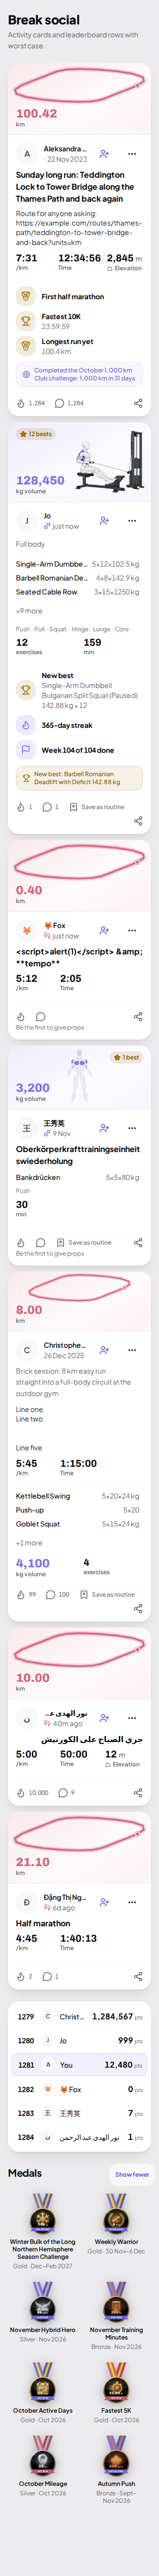 Break social
Activity cards and leaderboard rows with
worst case.
100.42
km
A
Aleksandra ...
· 22 Nov 2023
Sunday long run: Teddington
Lock to Tower Bridge along the
Thames Path and back again
Route for anyone asking:
https://example.com/routes/thames-
path/teddington-to-tower-bridge-
and-back?units=km
7:31
/km
12:34:56
Time
2,845 m
Elevation
First half marathon
Fastest 10K
23:59:59
Longest run yet
100.4 km
Completed the October 1,000 km
Club challenge: 1,000 km in 31 days
1,284
1,284
12 bests
128,450
kg volume
J
Jo
just now
Full body
Single-Arm Dumbbe... 5×12×102.5 kg
Barbell Romanian De... 4×8×142.9 kg
Seated Cable Row 3×15×1250 kg
+9 more
Push · Pull · Squat · Hinge · Lunge · Core
12
exercises
159
min
New best
Single-Arm Dumbbell
Bulgarian Split Squat (Paused)
142.88 kg × 12
365-day streak
Week 104 of 104 done
New best: Barbell Romanian
Deadlift with Deficit 142.88 kg
1
1
Save as routine
0.40
km
🦊 Fox
just now
<script>alert(1)</script> &amp;
**tempo**
5:12
/km
2:05
Time
Be the first to give props
1 best
3,200
kg volume
王
王秀英
9 Nov
Oberkörperkrafttrainingseinheit
swiederholung
Bankdrücken 5×5×80 kg
Push
30
min
Save as routine
Be the first to give props
8.00
km
C
Christophe...
26 Dec 2025
Brick session: 8 km easy run
straight into a full-body circuit at the
outdoor gym
Line one
Line two
Line five
5:45
/km
1:15:00
Time
Kettlebell Swing 5×20×24 kg
Push-up 5×20
Goblet Squat 5×15×24 kg
+1 more
4,100
kg volume
4
exercises
99
100
Save as routine
10.00
km
ن
نور الهدى ع...
40m ago
جري الصباح على الكورنيش
5:00
/km
50:00
Time
12 m
Elevation
10,000
9
21.10
km
Đ
Đặng Thị Ng...
6d ago
Half marathon
4:45
/km
1:40:13
Time
2
1
1279 C Christ... 1,284,567 pts
1280 J Jo 999 pts
1281 A You 12,480 pts
1282 🦊 Fox 0 pts
1283 王 王秀英 7 pts
1284 ن نور الهدى عبد الرحمن 1 pts
Medals
Show fewer
Winter Bulk of the Long
Northern Hemisphere
Season Challenge
Gold · Dec–Feb 2027
Weekly Warrior
Gold · 30 Nov–6 Dec
November Hybrid Hero
Silver · Nov 2026
November Training
Minutes
Bronze · Nov 2026
October Active Days
Gold · Oct 2026
Fastest 5K
Gold · Oct 2026
October Mileage
Silver · Oct 2026
Autumn Push
Bronze · Sept–
Nov 2026